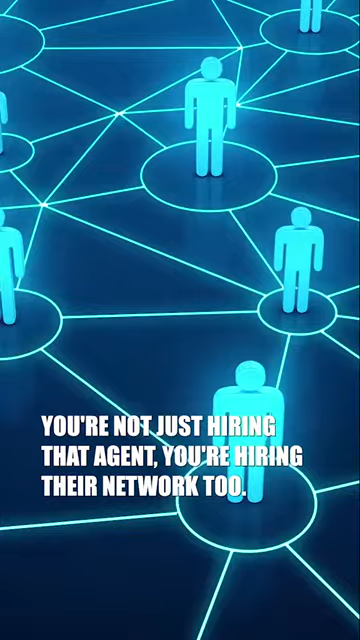 YOU'RE NOT JUST HIRING
THAT AGENT, YOU'RE HIRING
THEIR NETWORK TOO.